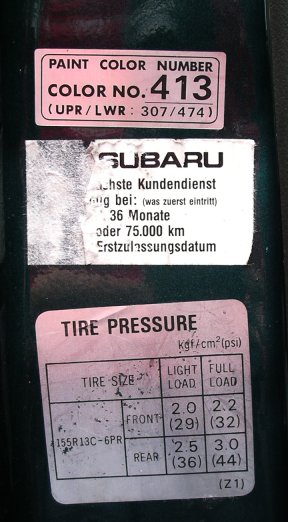 PAINT COLOR NUMBER
COLOR NO. 413
(UPR/LWR: 307/474)
SUBARU
Kundendienst
bei: (was zuerst eintritt)
36 Monate
oder 75.000 km
Erstzulassungsdatum
TIRE PRESSURE
kgf/cm²(psi)
TIRE SIZE LIGHT LOAD FULL LOAD
155R13C-6PR
FRONT 2.0 (29) 2.2 (32)
REAR 2.5 (36) 3.0 (44)
(Z1)